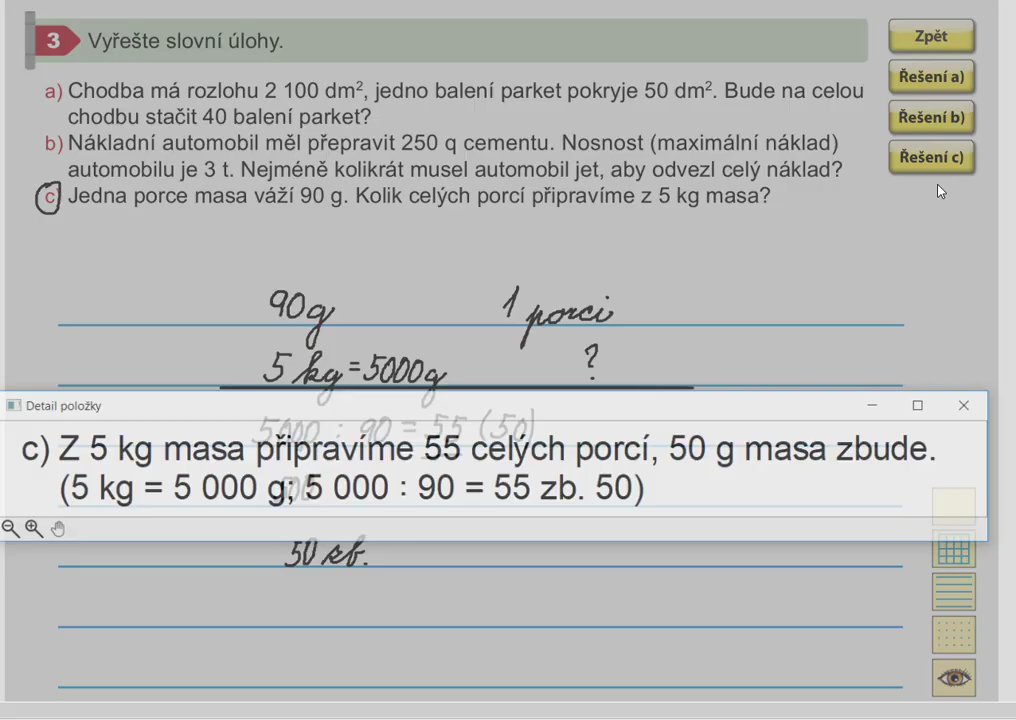 3 Vyřešte slovní úlohy.
Zpět
Řešení a)
Řešení b)
Řešení c)
a) Chodba má rozlohu 2 100 dm², jedno balení parket pokryje 50 dm². Bude na celou
chodbu stačit 40 balení parket?
b) Nákladní automobil měl přepravit 250 q cementu. Nosnost (maximální náklad)
automobilu je 3 t. Nejméně kolikrát musel automobil jet, aby odvezl celý náklad?
c) Jedna porce masa váží 90 g. Kolik celých porcí připravíme z 5 kg masa?
90g 1 porci
5 kg = 5000g ?
Detail položky
5000 : 90 = 55 (50)
c) Z 5 kg masa připravíme 55 celých porcí, 50 g masa zbude.
(5 kg = 5 000 g; 5 000 : 90 = 55 zb. 50)
50 zb.